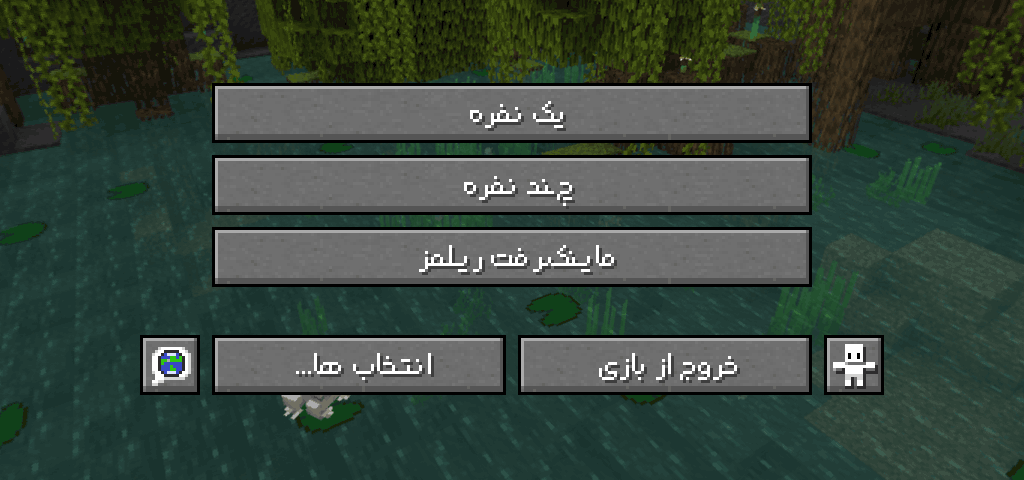 یک نفره
چند نفره
ماینکرفت ریلمز
انتخاب ها...
خروج از بازی